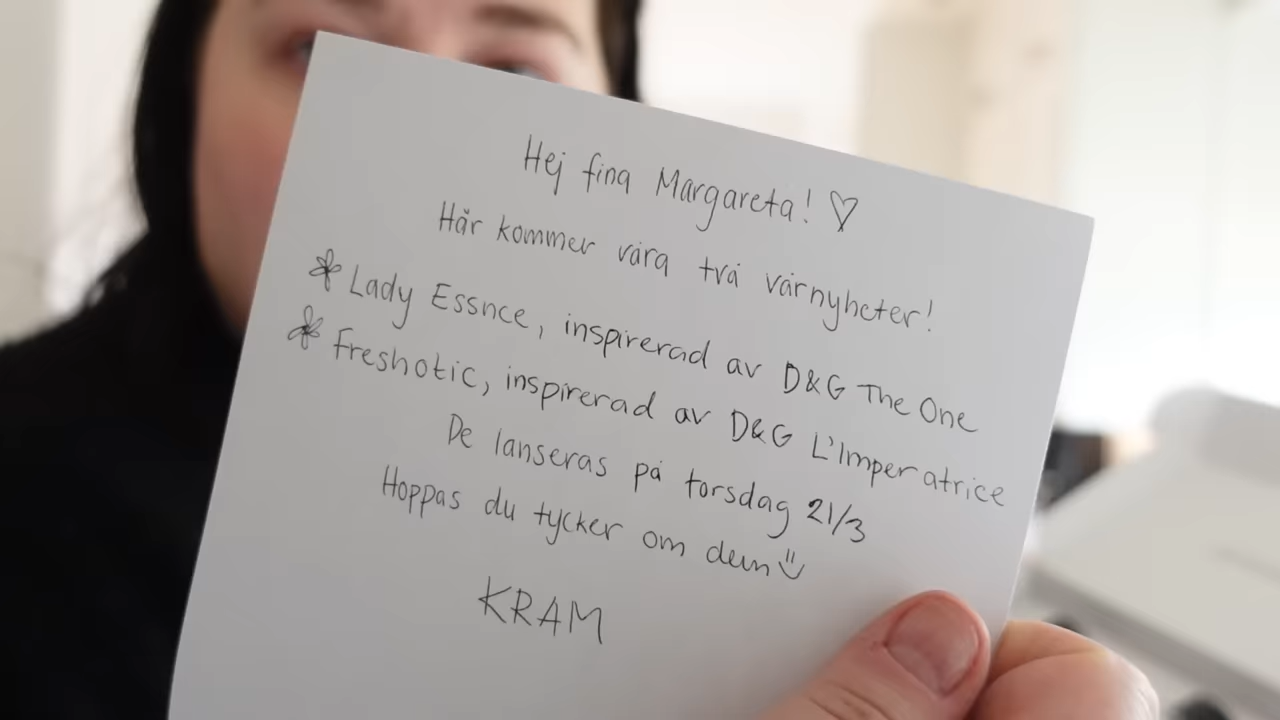 Hej fina Margareta! ♡
Här kommer våra två vårnyheter!
Lady Essnce, inspirerad av D&G The One
Freshotic, inspirerad av D&G L'Imperatrice
De lanseras på torsdag 21/3
Hoppas du tycker om dem
KRAM